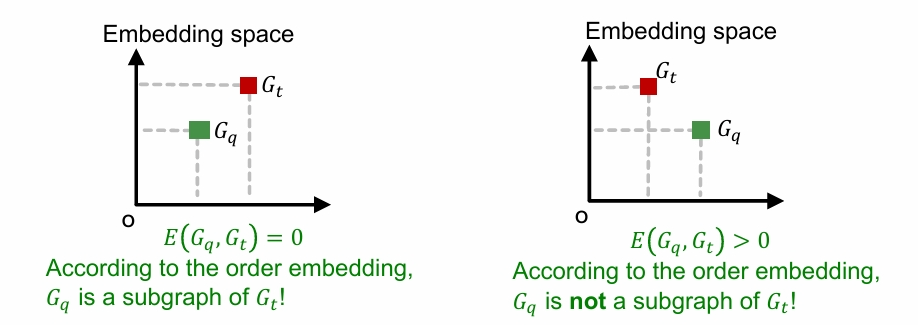 Embedding space
G_t
G_q
O
E(G_q, G_t) = 0
According to the order embedding,
G_q is a subgraph of G_t!
Embedding space
G_t
G_q
O
E(G_q, G_t) > 0
According to the order embedding,
G_q is not a subgraph of G_t!